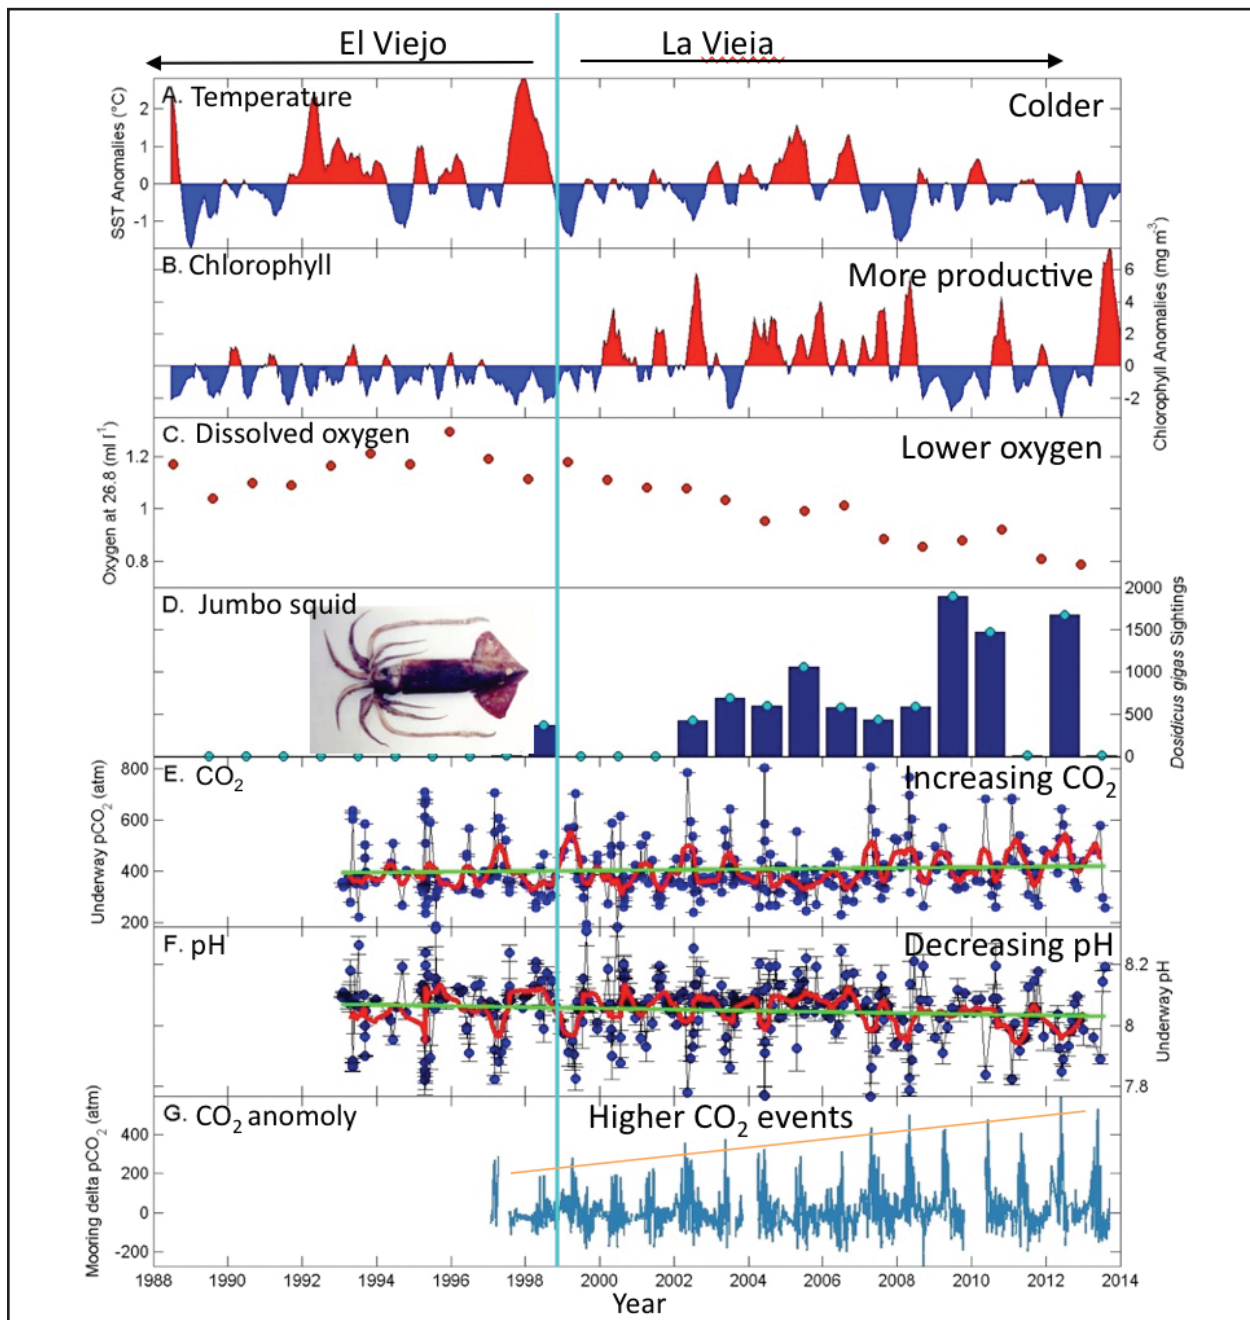 El Viejo
La Vieja
A. Temperature
Colder
SST Anomalies (°C)
2
1
0
-1
B. Chlorophyll
More productive
Chlorophyll Anomalies (mg m-3)
6
4
2
0
-2
C. Dissolved oxygen
Lower oxygen
Oxygen at 26.8 (ml l-1)
1.2
1
0.8
D. Jumbo squid
Dosidicus gigas Sightings
2000
1500
1000
500
0
E. CO2
Increasing CO2
Underway pCO2 (atm)
800
600
400
200
F. pH
Decreasing pH
Underway pH
8.2
8
7.8
G. CO2 anomoly
Higher CO2 events
Mooring delta pCO2 (atm)
400
200
0
-200
1988 1990 1992 1994 1996 1998 2000 2002 2004 2006 2008 2010 2012 2014
Year